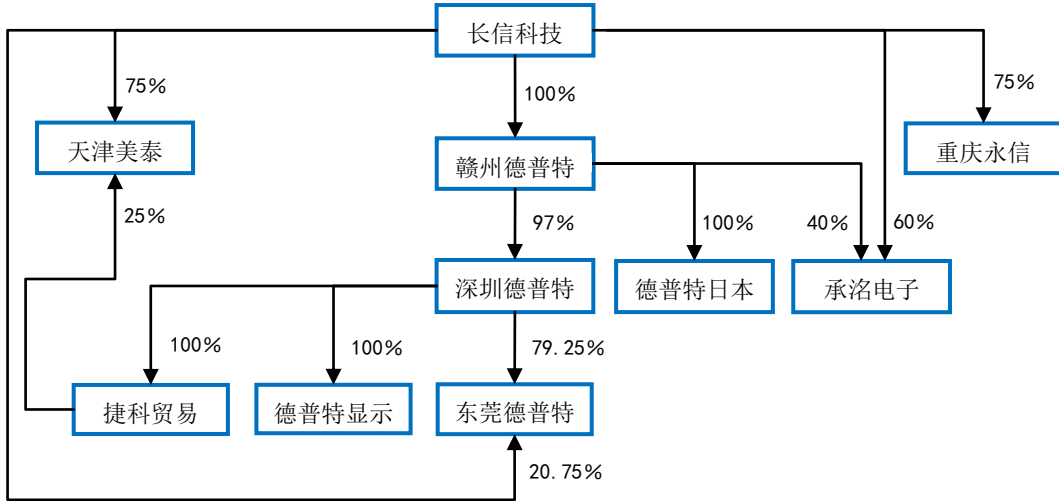 长信科技
75%
100%
75%
天津美泰
赣州德普特
重庆永信
25%
97%
100%
40%
60%
深圳德普特
德普特日本
承洺电子
100%
100%
79.25%
捷科贸易
德普特显示
东莞德普特
20.75%